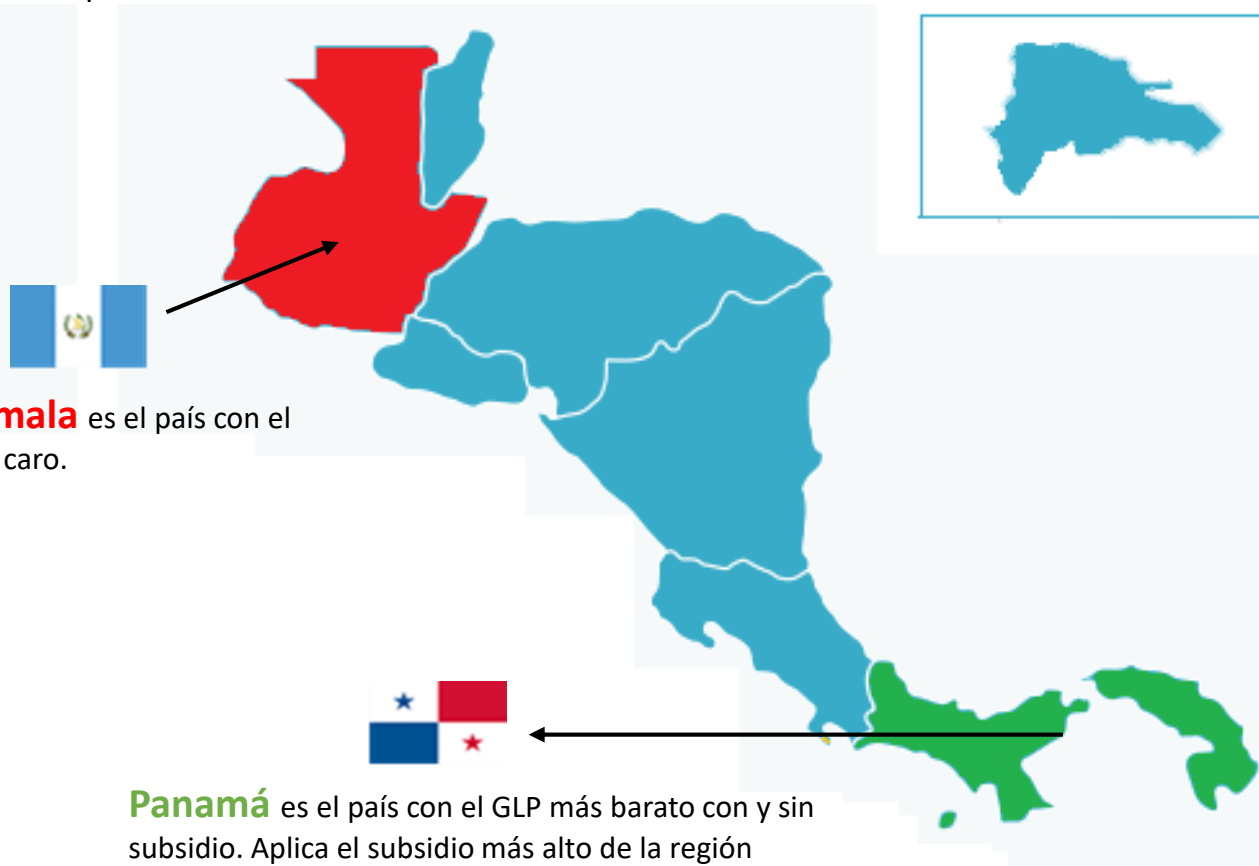 mala es el país con el
caro.
Panamá es el país con el GLP más barato con y sin
subsidio. Aplica el subsidio más alto de la región